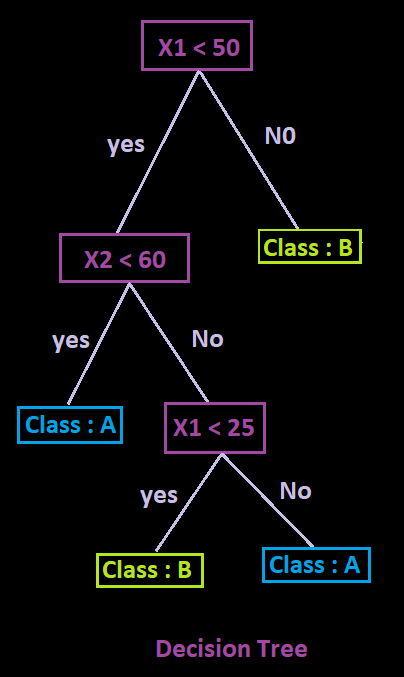 X1 < 50
yes
N0
X2 < 60
Class : B
yes
No
Class : A
X1 < 25
yes
No
Class : B
Class : A
Decision Tree